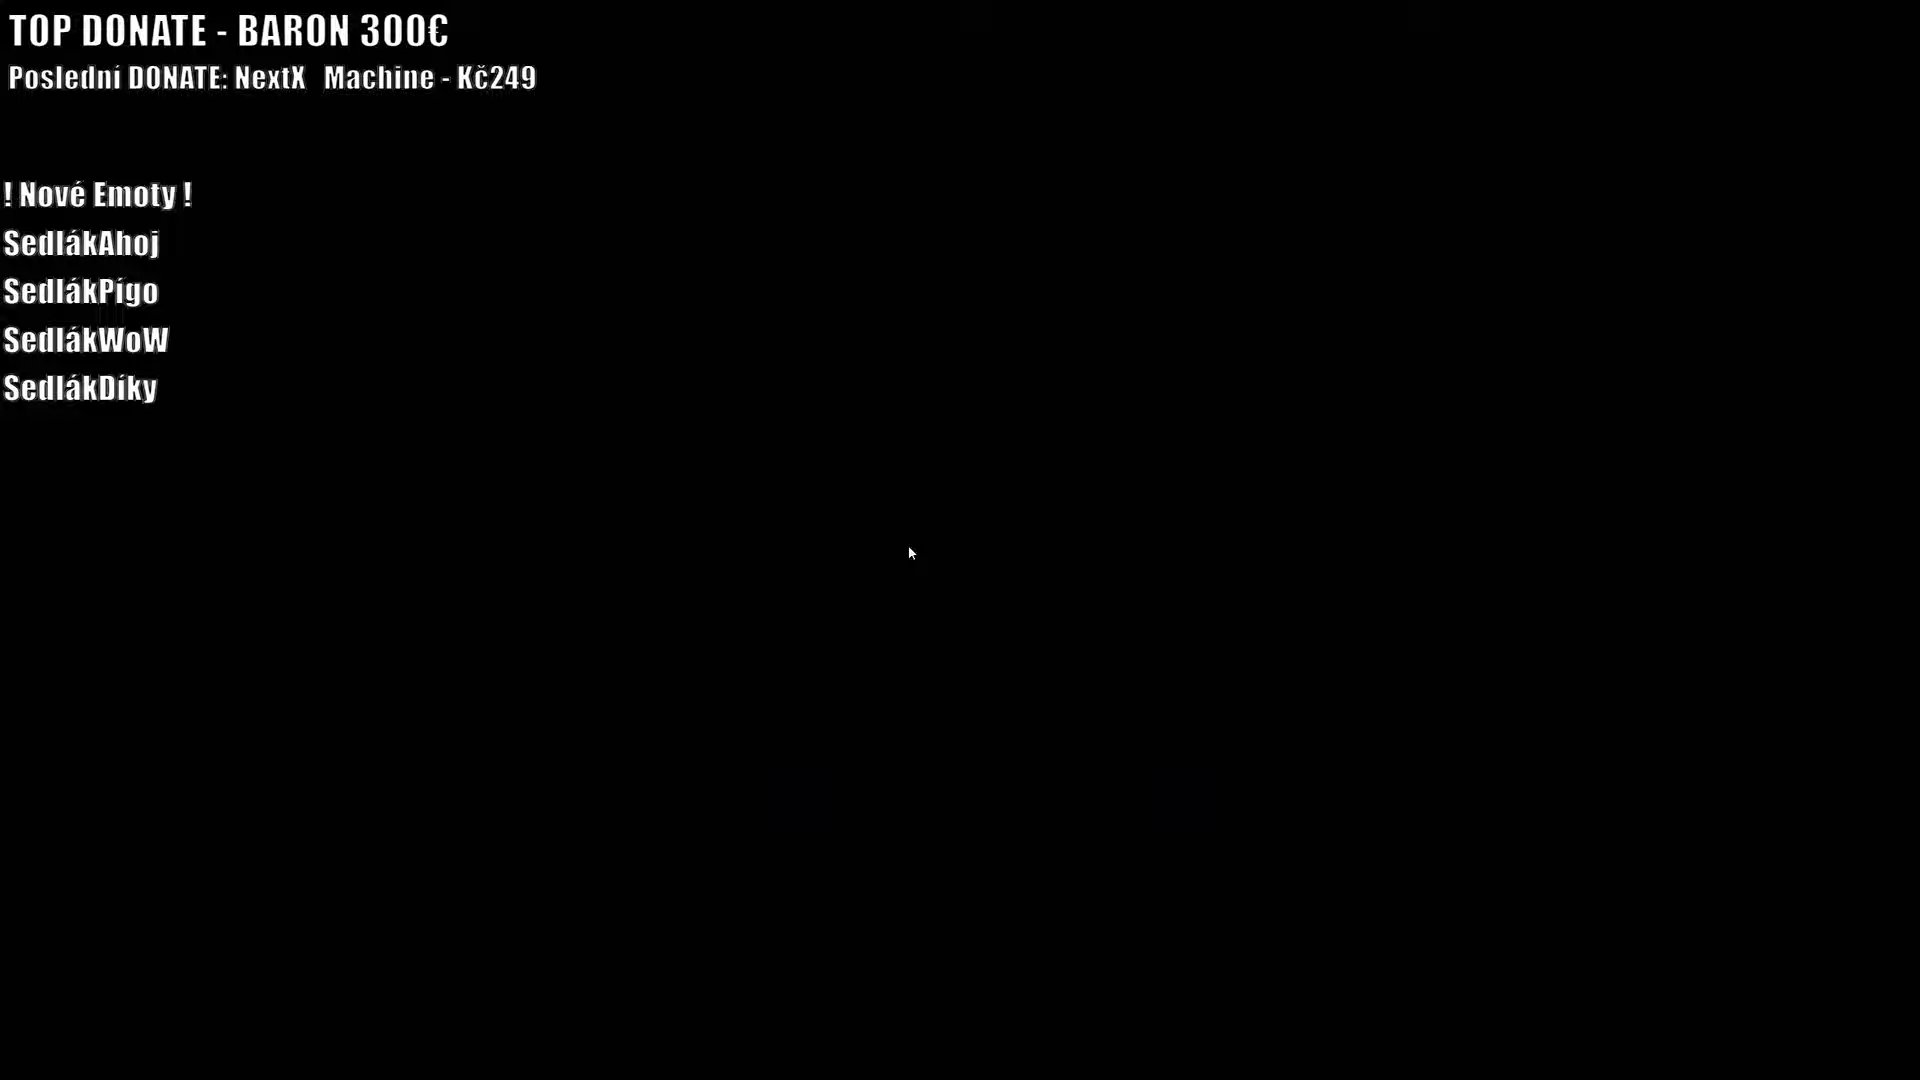 TOP DONATE - BARON 300€
Poslední DONATE: NextX Machine - Kč249
! Nové Emoty !
SedlákAhoj
SedlákPígo
SedlákWoW
SedlákDíky